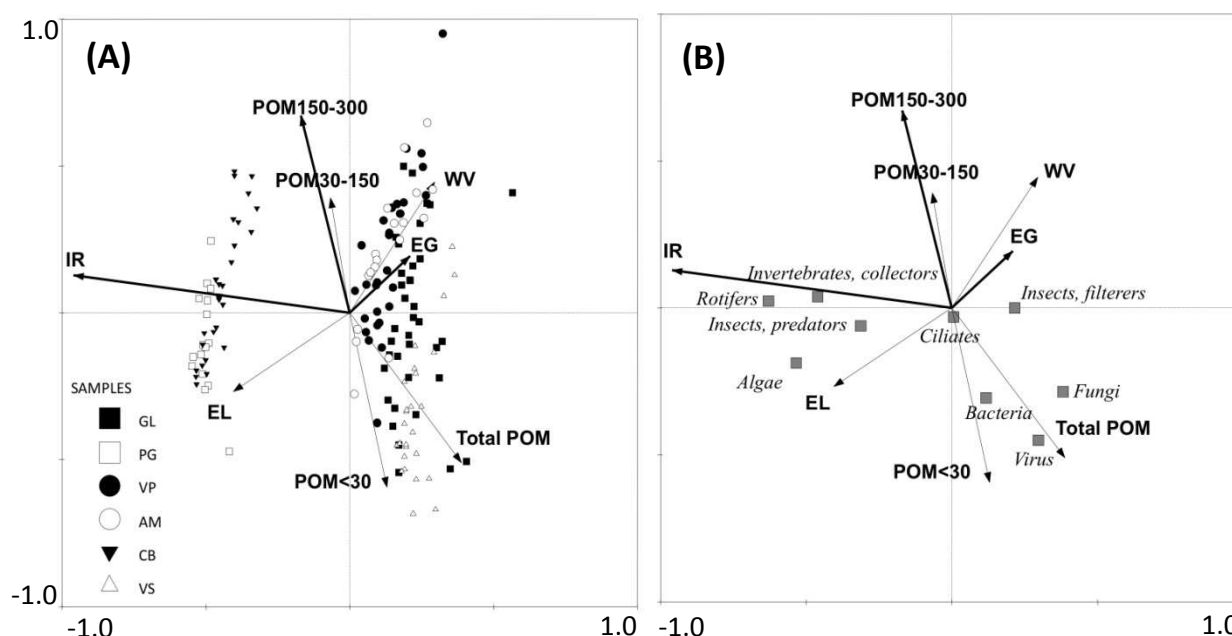 1.0
(A)
POM150-300
POM30-150
WV
IR
EG
EL
Total POM
POM<30
SAMPLES
GL
PG
VP
AM
CB
VS
-1.0
-1.0
1.0
(B)
POM150-300
POM30-150
WV
EG
IR
Invertebrates, collectors
Rotifers
Insects, filterers
Insects, predators
Ciliates
Algae
EL
Fungi
Bacteria
Total POM
Virus
POM<30
-1.0
1.0